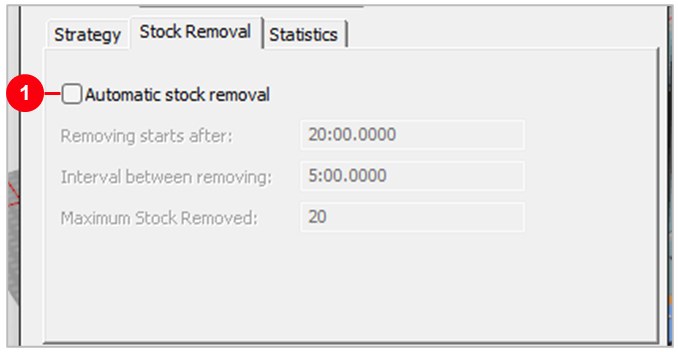 Strategy Stock Removal Statistics
1 Automatic stock removal
Removing starts after: 20:00.0000
Interval between removing: 5:00.0000
Maximum Stock Removed: 20